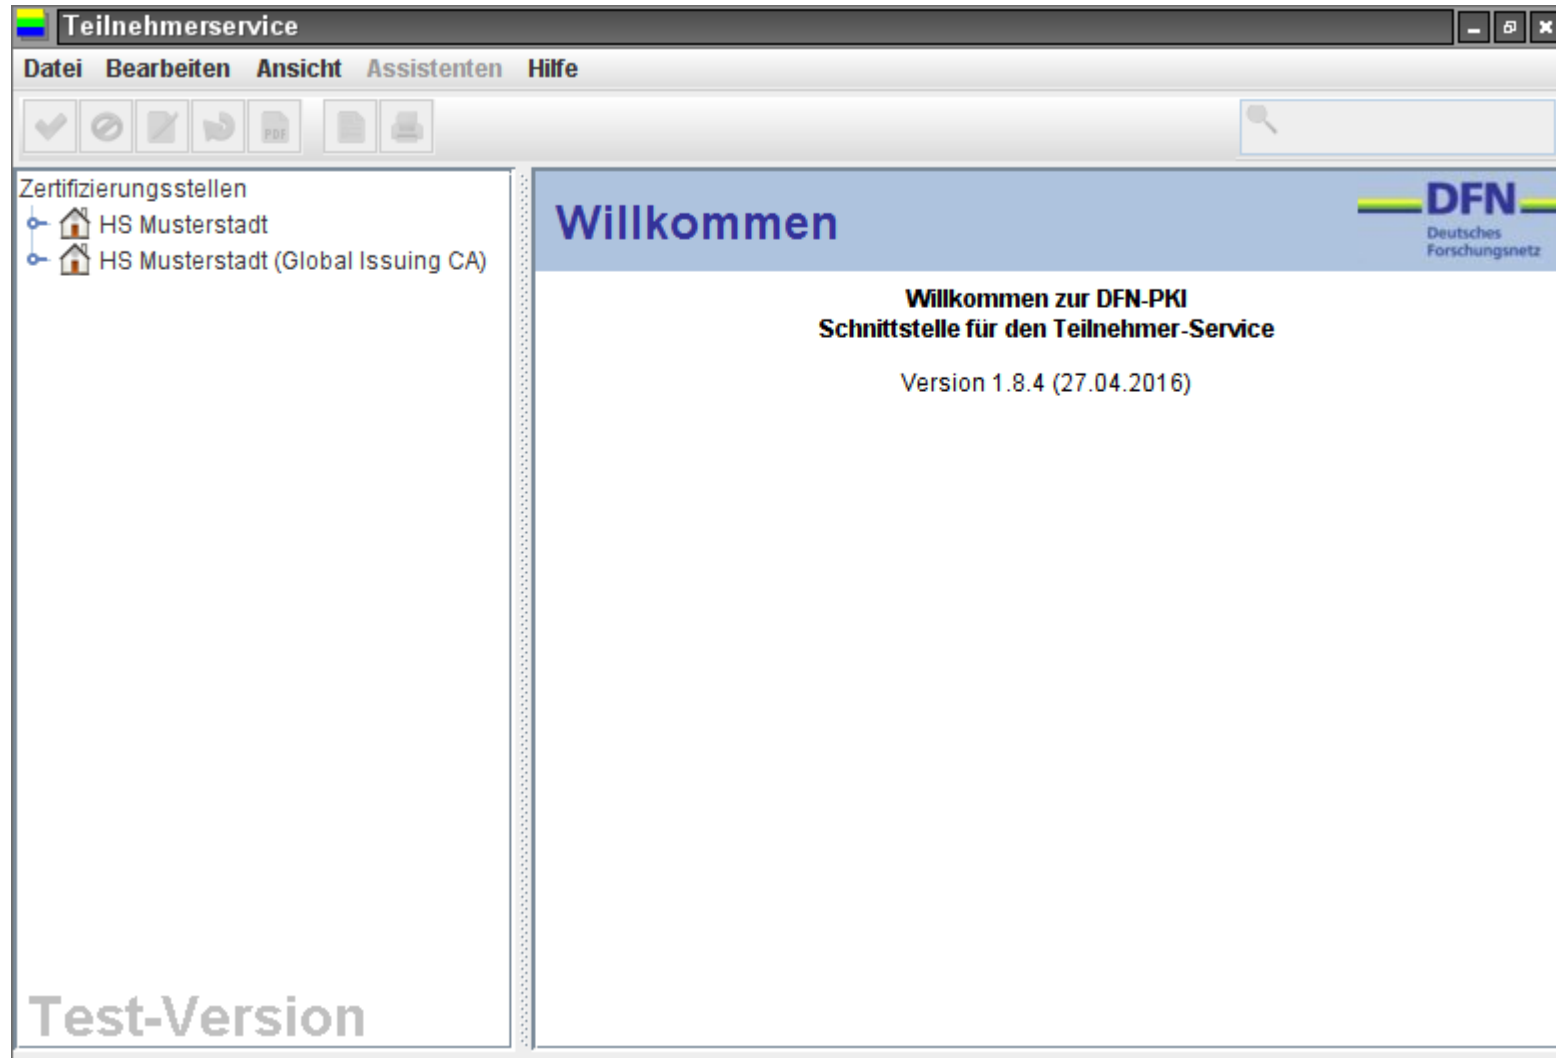 Teilnehmerservice
Datei Bearbeiten Ansicht Assistenten Hilfe
PDF
Zertifizierungsstellen
HS Musterstadt
HS Musterstadt (Global Issuing CA)
Test-Version
Willkommen
DFN
Deutsches
Forschungsnetz
Willkommen zur DFN-PKI
Schnittstelle für den Teilnehmer-Service
Version 1.8.4 (27.04.2016)